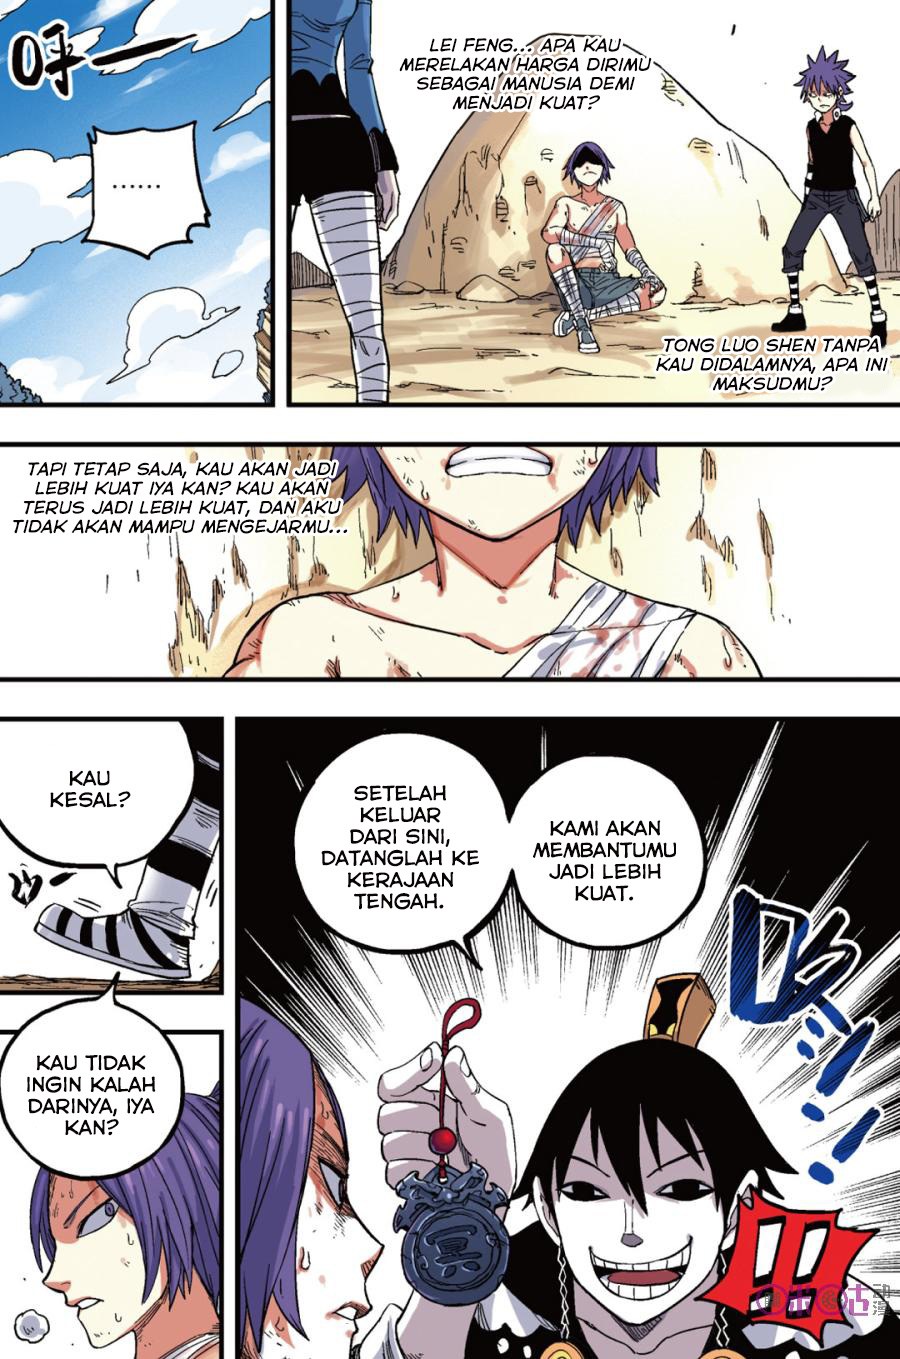 呼一
......
LEI FENG... APA KAU
MERELAKAN HARGA DIRIMU
SEBAGAI MANUSIA DEMI
MENJADI KUAT?
TONG LUO SHEN TANPA
KAU DIDALAMNYA, APA INI
MAKSUDMU?
TAPI TETAP SAJA, KAU AKAN JADI
LEBIH KUAT IYA KAN? KAU AKAN
TERUS JADI LEBIH KUAT, DAN AKU
TIDAK AKAN MAMPU MENGEJARMU...
KAU
KESAL?
SETELAH
KELUAR
DARI SINI,
DATANGLAH KE
KERAJAAN
TENGAH.
KAMI AKAN
MEMBANTUMU
JADI LEBIH
KUAT.
KAU TIDAK
INGIN KALAH
DARINYA, IYA
KAN?